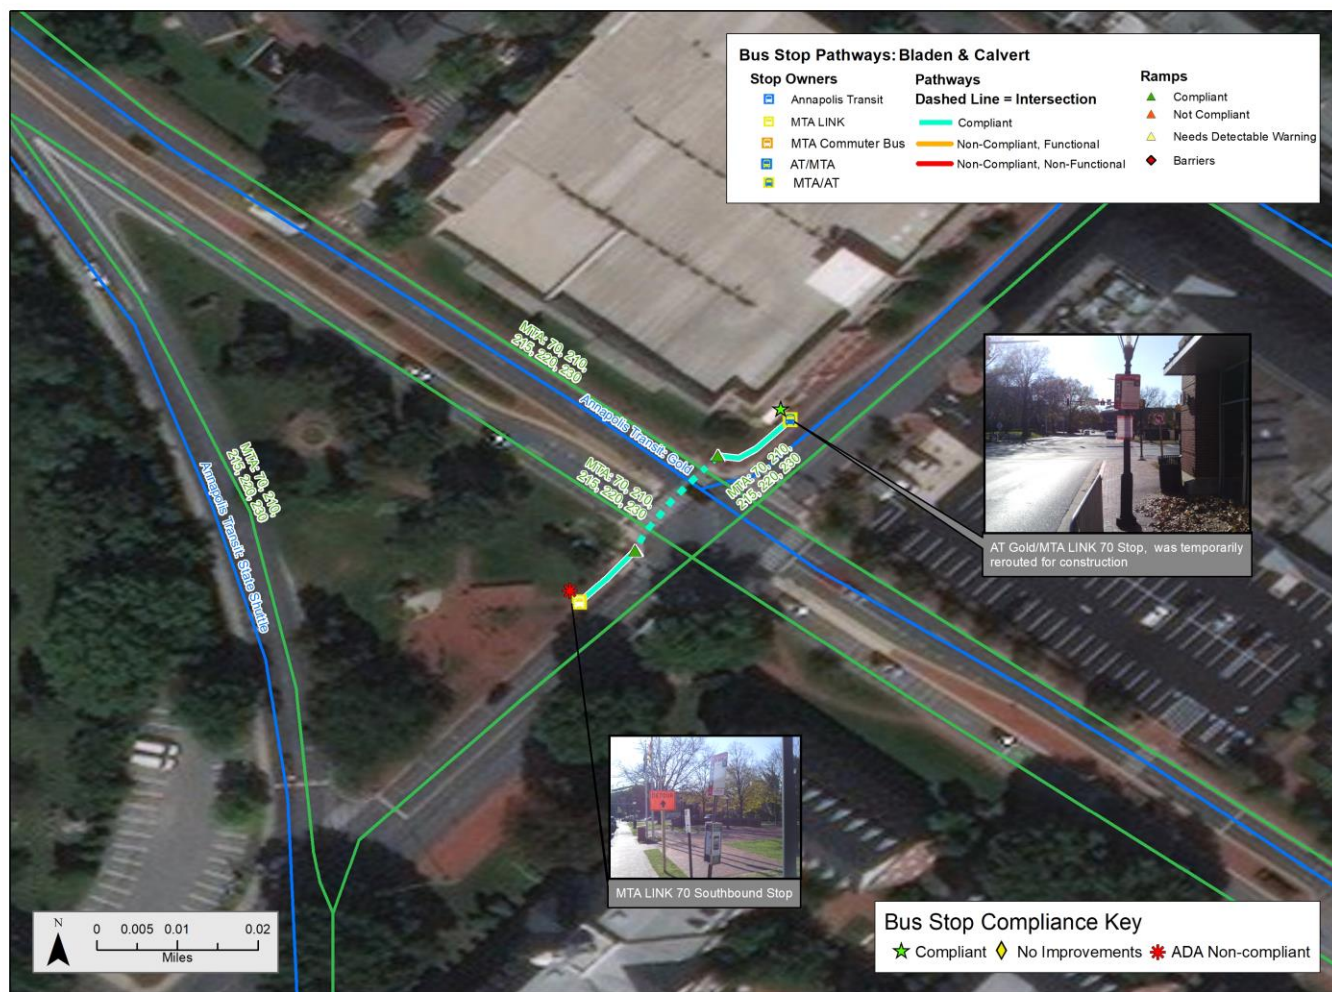 Bus Stop Pathways: Bladen & Calvert
Stop Owners
Annapolis Transit
MTA LINK
MTA Commuter Bus
AT/MTA
MTA/AT
Pathways
Dashed Line = Intersection
Compliant
Non-Compliant, Functional
Non-Compliant, Non-Functional
Ramps
Compliant
Not Compliant
Needs Detectable Warning
Barriers
MTA: 70, 210,
215, 220, 230
Annapolis Transit: Gold
MTA: 70, 210,
215, 220, 230
MTA: 70, 210,
215, 220, 230
MTA: 70, 210,
215, 220, 230
Annapolis Transit: State Shuttle
AT Gold/MTA LINK 70 Stop, was temporarily
rerouted for construction
MTA LINK 70 Southbound Stop
N
0 0.005 0.01 0.02
Miles
Bus Stop Compliance Key
Compliant No Improvements ADA Non-compliant